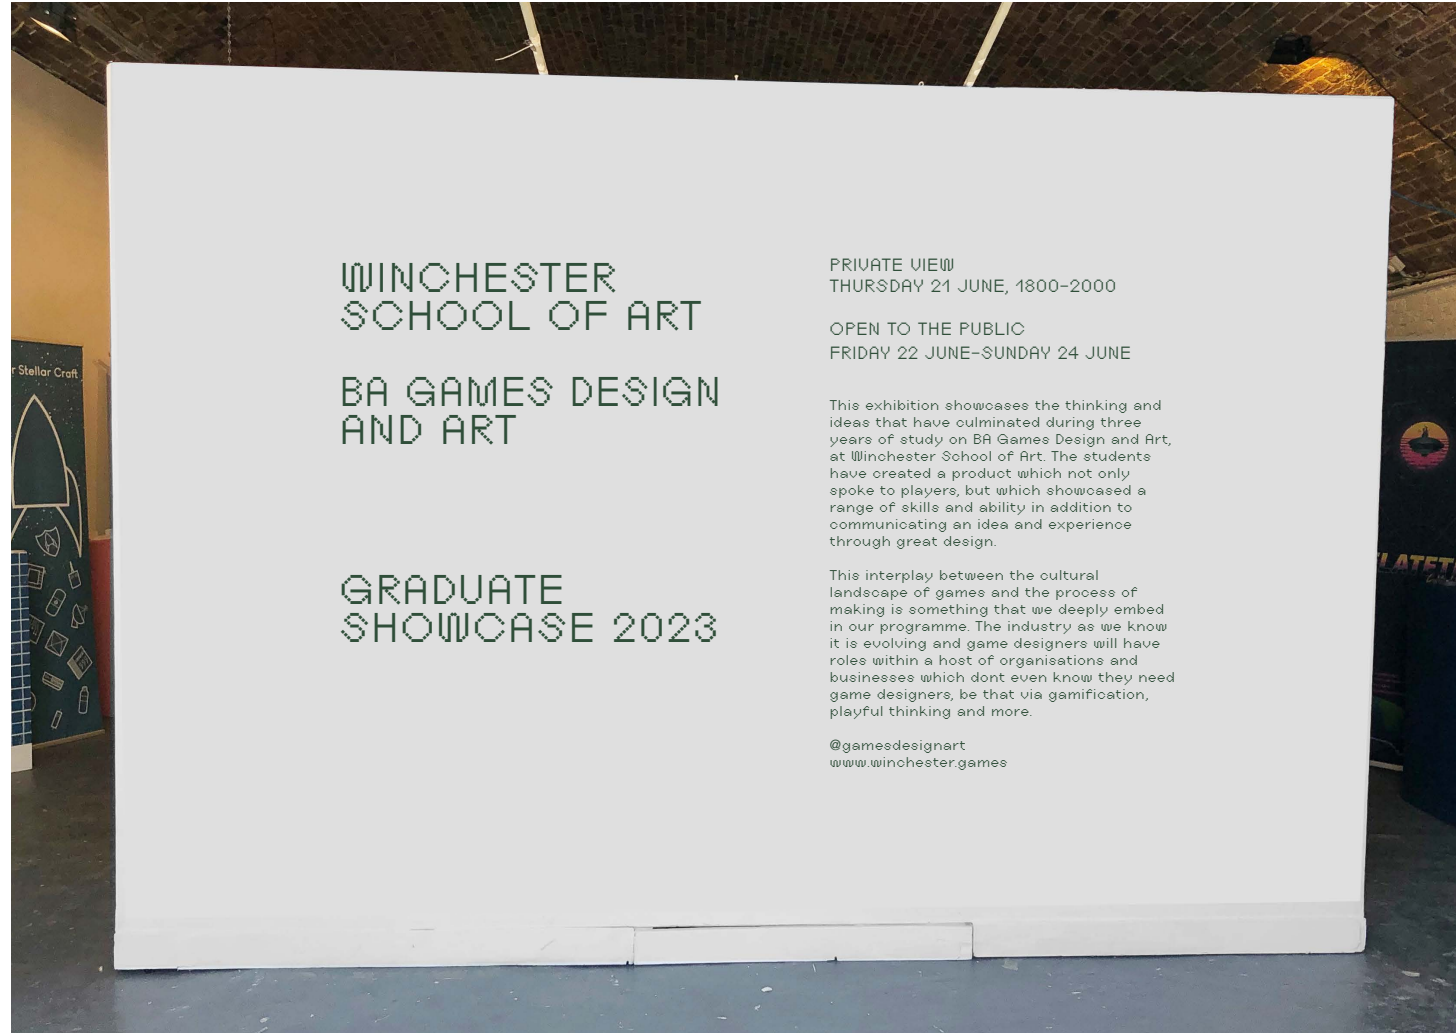 r Stellar Craft
WINCHESTER
SCHOOL OF ART
BA GAMES DESIGN
AND ART
GRADUATE
SHOWCASE 2023
PRIVATE VIEW
THURSDAY 21 JUNE, 1800-2000
OPEN TO THE PUBLIC
FRIDAY 22 JUNE-SUNDAY 24 JUNE
This exhibition showcases the thinking and
ideas that have culminated during three
years of study on BA Games Design and Art,
at Winchester School of Art. The students
have created a product which not only
spoke to players, but which showcased a
range of skills and ability in addition to
communicating an idea and experience
through great design.
This interplay between the cultural
landscape of games and the process of
making is something that we deeply embed
in our programme. The industry as we know
it is evolving and game designers will have
roles within a host of organisations and
businesses which dont even know they need
game designers, be that via gamification,
playful thinking and more.
@gamesdesignart
www.winchester.games